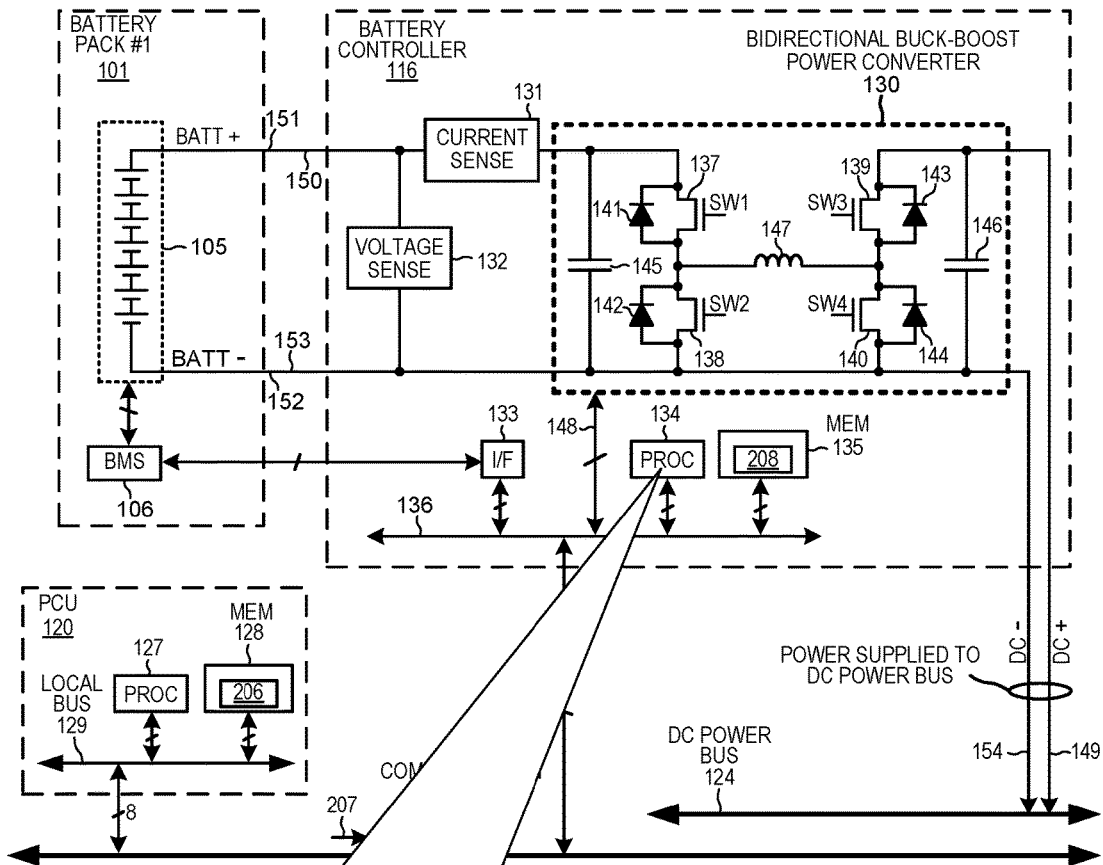 BATTERY
PACK #1
101
BATTERY
CONTROLLER
116
BIDIRECTIONAL BUCK-BOOST
POWER CONVERTER
130
BATT +
151
150
131
CURRENT
SENSE
137
139
143
141
SW1
SW3
105
VOLTAGE
SENSE
132
147
145
146
142
SW2
SW4
138
140
144
BATT -
153
152
148
133
134
MEM
135
BMS
I/F
PROC
208
106
136
PCU
120
MEM
128
127
LOCAL
BUS
129
PROC
206
DC -
DC +
POWER SUPPLIED TO
DC POWER BUS
DC POWER
BUS
124
154
149
8
207